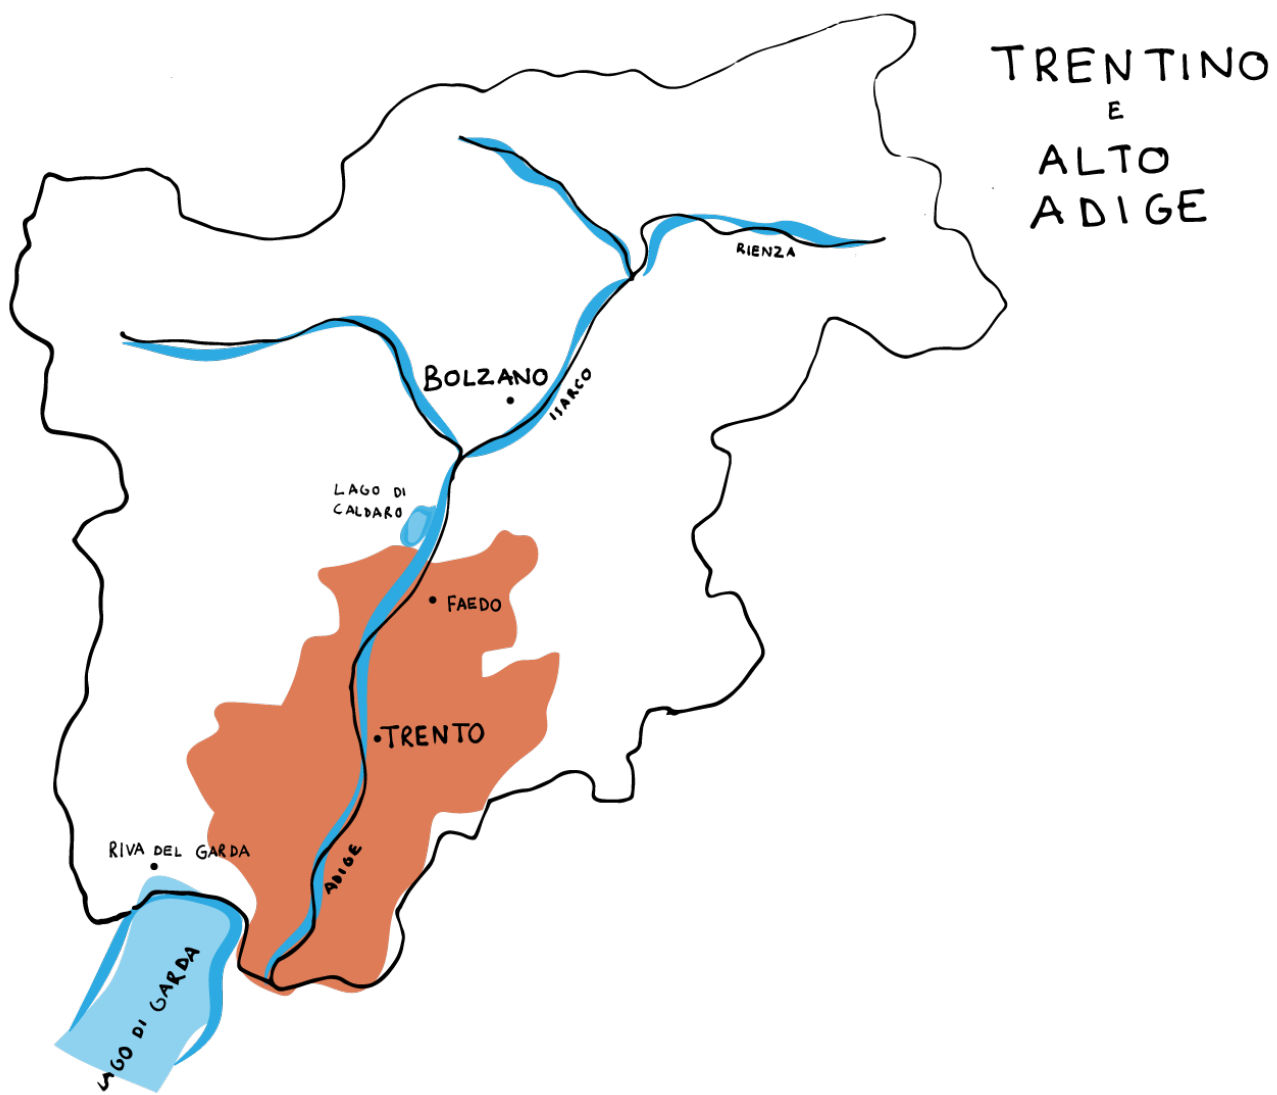 TRENTINO
E
ALTO
ADIGE
RIENZA
BOLZANO
ISARCO
LAGO DI
CALDARO
FAEDO
TRENTO
RIVA DEL GARDA
ADIGE
LAGO DI GARDA